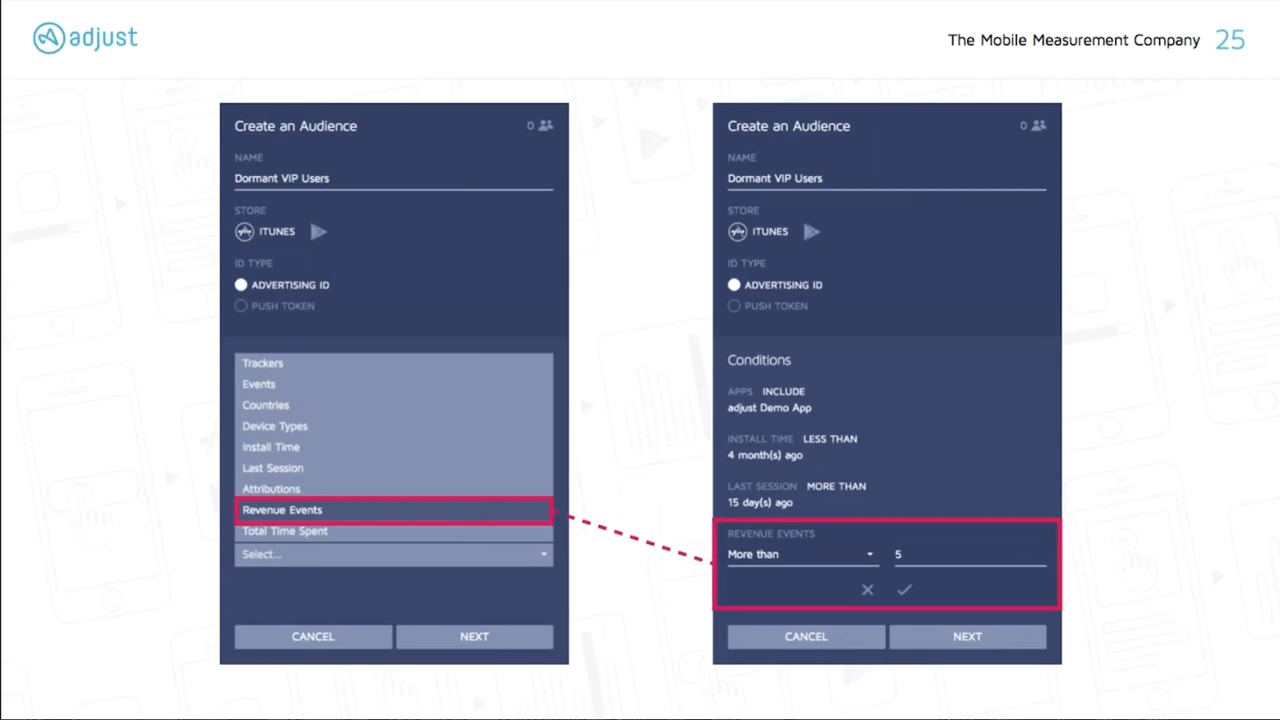 adjust
The Mobile Measurement Company 25
Create an Audience 0
NAME
Dormant VIP Users
STORE
ITUNES
ID TYPE
ADVERTISING ID
PUSH TOKEN
Trackers
Events
Countries
Device Types
Install Time
Last Session
Attributions
Revenue Events
Total Time Spent
Select...
CANCEL NEXT
Create an Audience 0
NAME
Dormant VIP Users
STORE
ITUNES
ID TYPE
ADVERTISING ID
PUSH TOKEN
Conditions
APPS INCLUDE
adjust Demo App
INSTALL TIME LESS THAN
4 month(s) ago
LAST SESSION MORE THAN
15 day(s) ago
REVENUE EVENTS
More than 5
CANCEL NEXT